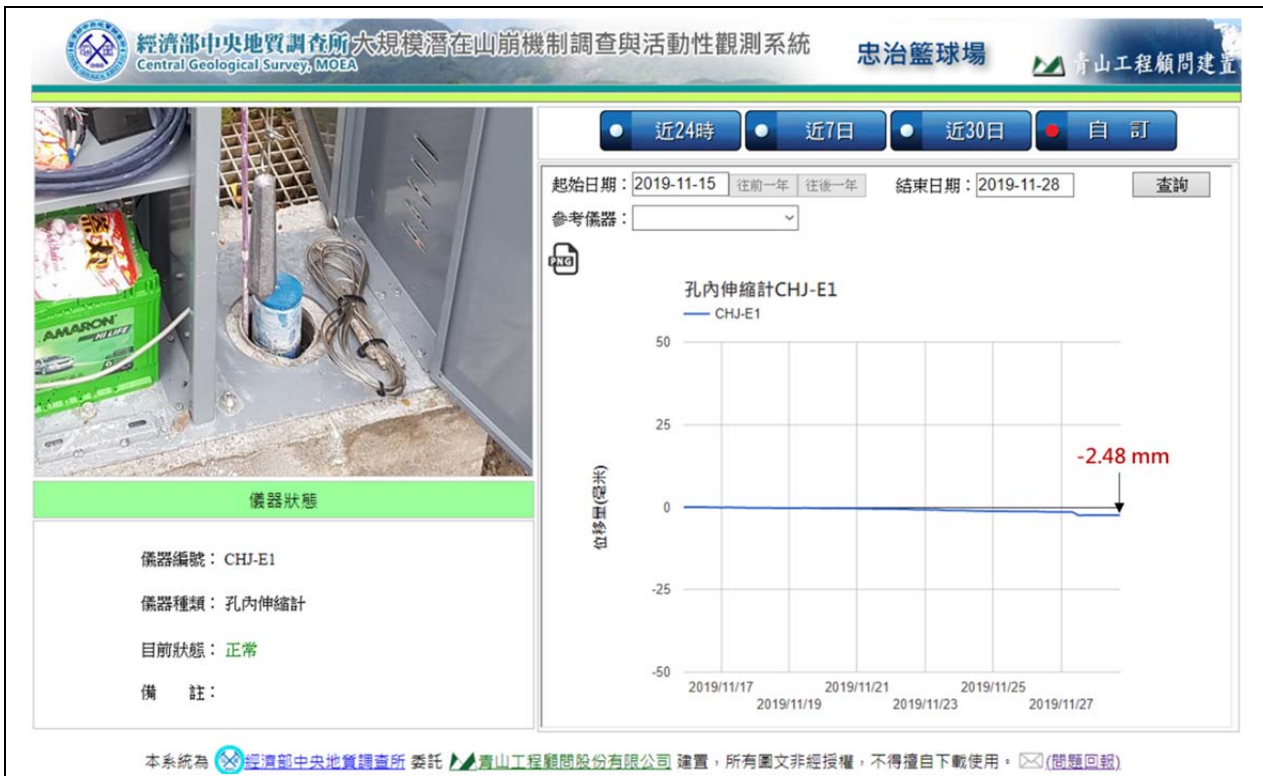 經濟部中央地質調查所大規模潛在山崩機制調查與活動性觀測系統
Central Geological Survey, MOEA
忠治籃球場
青山工程顧問建置
近24時
近7日
近30日
自 訂
起始日期：2019-11-15 往前一年 往後一年 結束日期：2019-11-28 查詢
參考儀器：
PNG
孔內伸縮計CHJ-E1
CHJ-E1
50
25
0
-25
-50
位移量(毫米)
-2.48 mm
2019/11/17
2019/11/19
2019/11/21
2019/11/23
2019/11/25
2019/11/27
AMARON
HI LIFE
儀器狀態
儀器編號：CHJ-E1
儀器種類：孔內伸縮計
目前狀態：正常
備 註：
本系統為 經濟部中央地質調查所 委託 青山工程顧問股份有限公司 建置，所有圖文非經授權，不得擅自下載使用。 (問題回報)